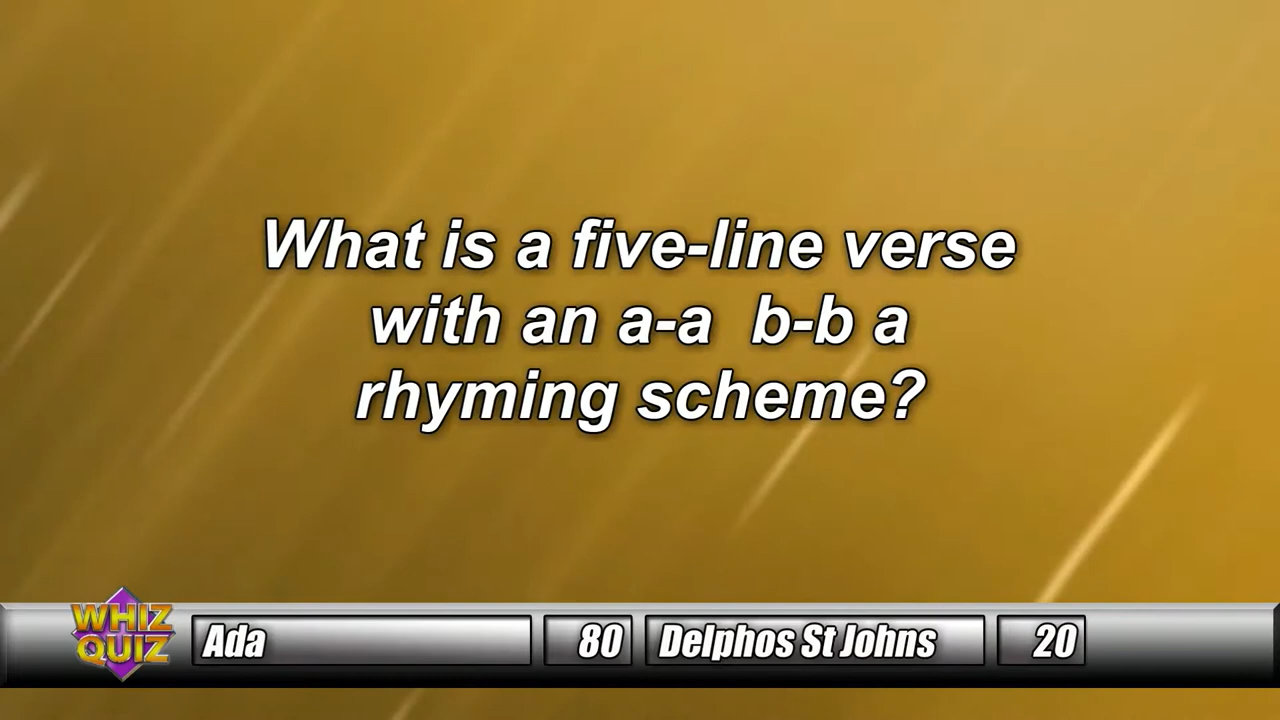 What is a five-line verse
with an a-a b-b a
rhyming scheme?
WHIZ
QUIZ
Ada 80 Delphos St Johns 20